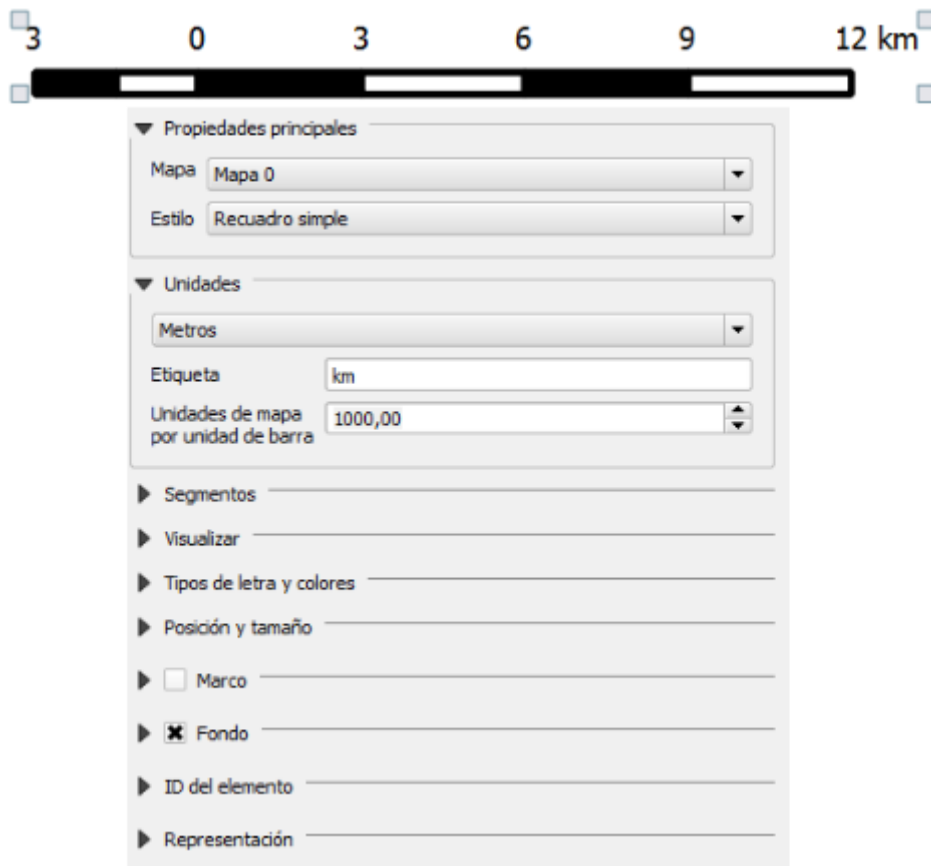 3 0 3 6 9 12 km
Propiedades principales
Mapa Mapa 0
Estilo Recuadro simple
Unidades
Metros
Etiqueta km
Unidades de mapa
por unidad de barra 1000,00
Segmentos
Visualizar
Tipos de letra y colores
Posición y tamaño
Marco
Fondo
ID del elemento
Representación